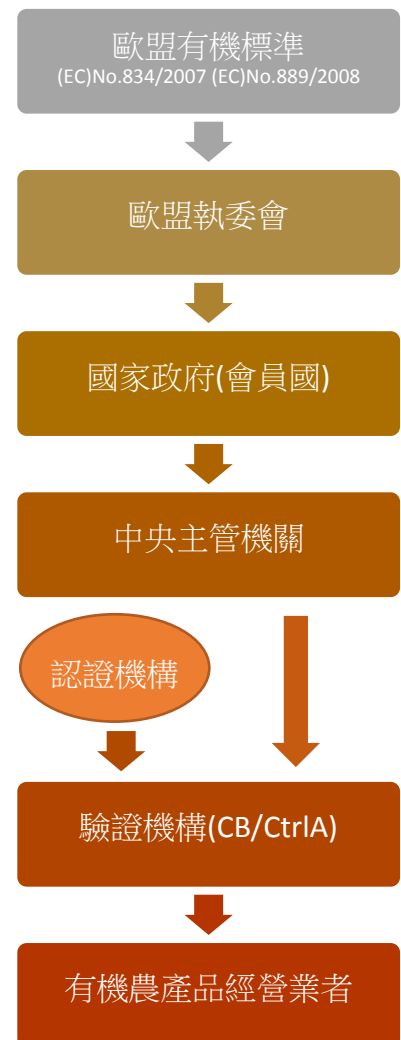 歐盟有機標準
(EC)No.834/2007 (EC)No.889/2008
歐盟執委會
國家政府(會員國)
中央主管機關
認證機構
驗證機構(CB/CtrlA)
有機農產品經營業者